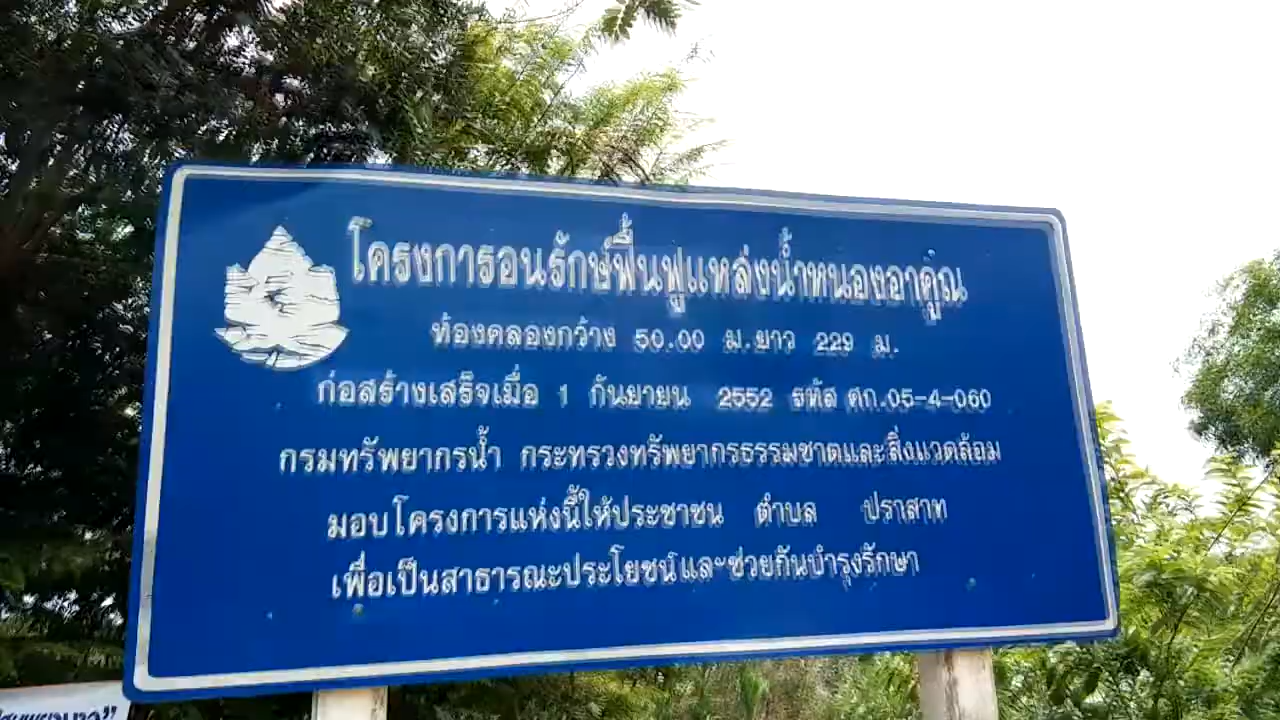 โครงการอนุรักษ์ฟื้นฟูแหล่งน้ำหนองอาคูณ
ท้องคลองกว้าง 50.00 ม.ยาว 229 ม.
ก่อสร้างเสร็จเมื่อ 1 กันยายน 2552 รหัส ศก.05-4-060
กรมทรัพยากรน้ำ กระทรวงทรัพยากรธรรมชาติและสิ่งแวดล้อม
มอบโครงการแห่งนี้ให้ประชาชน ตำบล ปราสาท
เพื่อเป็นสาธารณะประโยชน์และช่วยกันบำรุงรักษา